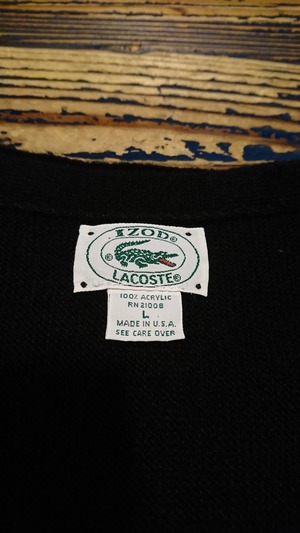 IZOD®
®
LACOSTE®
100% ACRYLIC
RN 21008
L
MADE IN U.S.A.
SEE CARE OVER